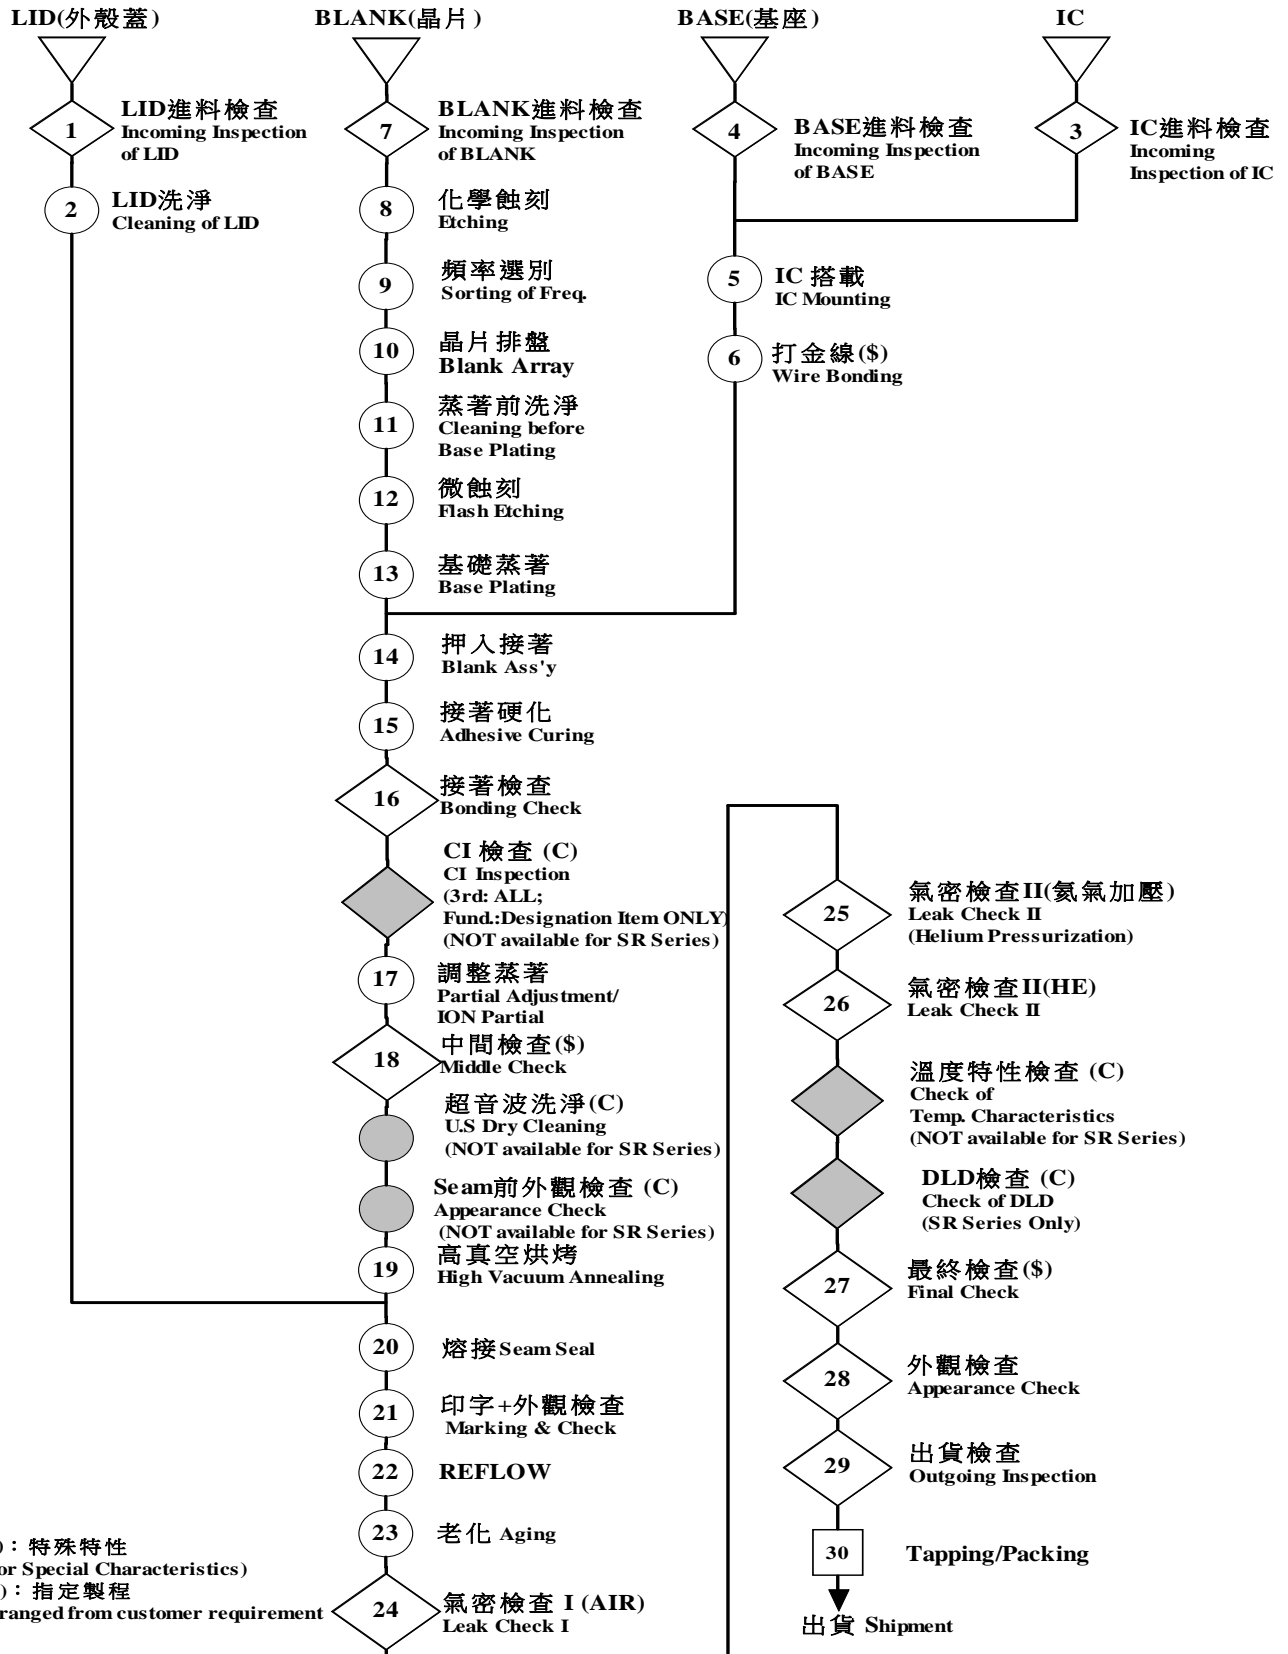 LID(外殼蓋)
BLANK(晶片)
BASE(基座)
IC
1
LID進料檢查
Incoming Inspection
of LID
7
BLANK進料檢查
Incoming Inspection
of BLANK
4
BASE進料檢查
Incoming Inspection
of BASE
3
IC進料檢查
Incoming
Inspection of IC
2
LID洗淨
Cleaning of LID
8
化學蝕刻
Etching
9
頻率選別
Sorting of Freq.
5
IC 搭載
IC Mounting
10
晶片排盤
Blank Array
6
打金線($)
Wire Bonding
11
蒸著前洗淨
Cleaning before
Base Plating
12
微蝕刻
Flash Etching
13
基礎蒸著
Base Plating
14
押入接著
Blank Ass'y
15
接著硬化
Adhesive Curing
16
接著檢查
Bonding Check
CI 檢查 (C)
CI Inspection
(3rd: ALL;
Fund.:Designation Item ONLY)
(NOT available for SR Series)
17
調整蒸著
Partial Adjustment/
ION Partial
18
中間檢查($)
Middle Check
超音波洗淨(C)
U.S Dry Cleaning
(NOT available for SR Series)
Seam前外觀檢查 (C)
Appearance Check
(NOT available for SR Series)
19
高真空烘烤
High Vacuum Annealing
20
熔接Seam Seal
21
印字+外觀檢查
Marking & Check
22
REFLOW
23
老化 Aging
24
氣密檢查 I (AIR)
Leak Check I
25
氣密檢查II(氦氣加壓)
Leak Check II
(Helium Pressurization)
26
氣密檢查II(HE)
Leak Check II
溫度特性檢查 (C)
Check of
Temp. Characteristics
(NOT available for SR Series)
DLD檢查 (C)
Check of DLD
(SR Series Only)
27
最終檢查($)
Final Check
28
外觀檢查
Appearance Check
29
出貨檢查
Outgoing Inspection
30
Tapping/Packing
出貨 Shipment
)：特殊特性
or Special Characteristics)
)：指定製程
ranged from customer requirement